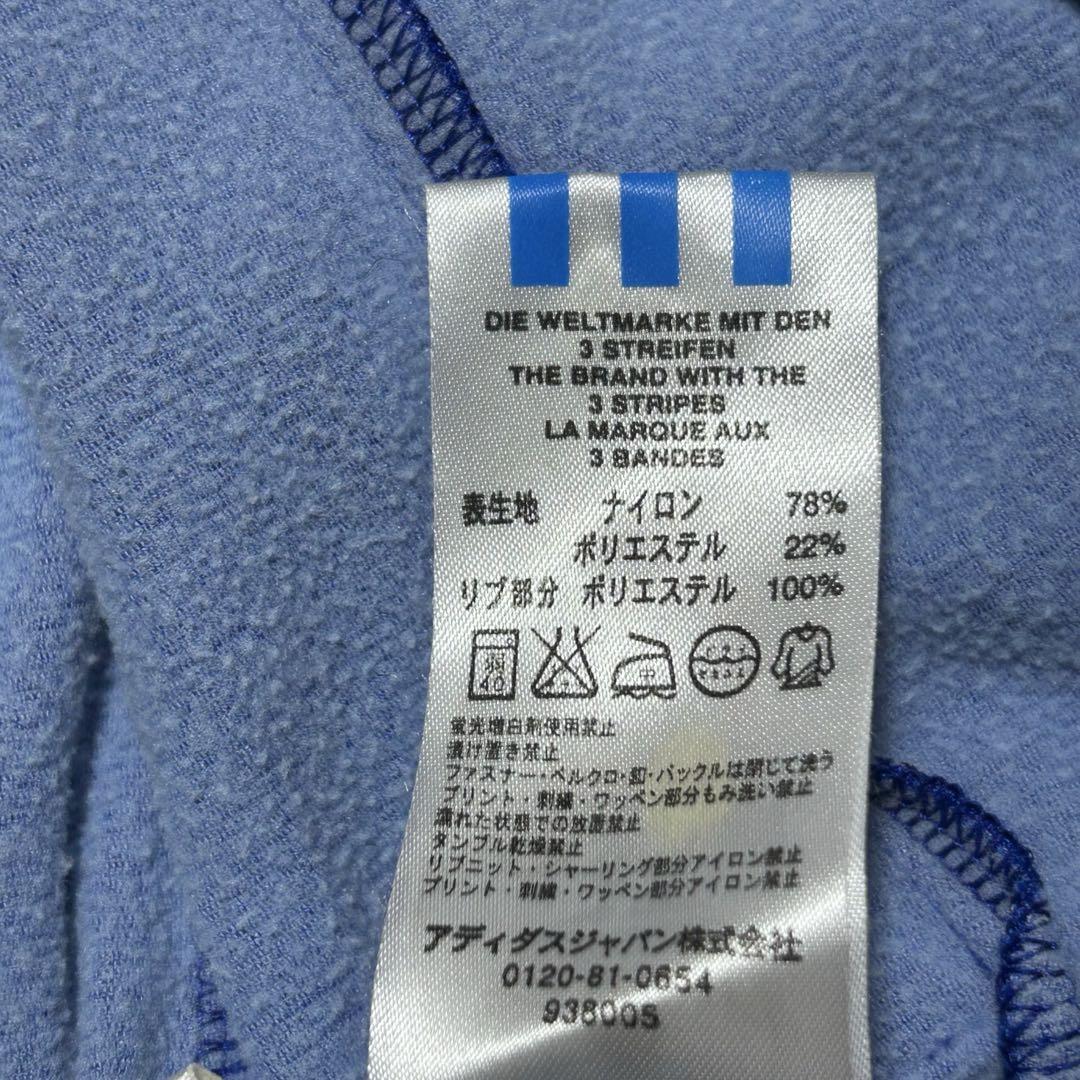 DIE WELTMARKE MIT DEN
3 STREIFEN
THE BRAND WITH THE
3 STRIPES
LA MARQUE AUX
3 BANDES
表生地 ナイロン 78%
ポリエステル 22%
リブ部分 ポリエステル 100%
弱 40 中
蛍光増白剤使用禁止
漬け置き禁止
ファスナー・ベルクロ・釦・バックルは閉じて洗う
プリント・刺繍・ワッペン部分もみ洗い禁止
濡れた状態での放置禁止
タンブル乾燥禁止
リブニット・シャーリング部分アイロン禁止
プリント・刺繍・ワッペン部分アイロン禁止
アディダスジャパン株式会社
0120-81-0654
938005